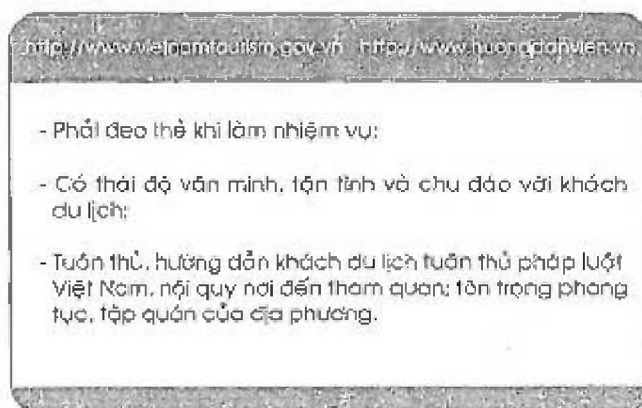 http://www.vietnamtourism.gov.vn http://www.huongdanvien.vn
- Phải đeo thẻ khi làm nhiệm vụ;
- Có thái độ văn minh, tận tình và chu đáo với khách
du lịch;
- Tuân thủ, hướng dẫn khách du lịch tuân thủ pháp luật
Việt Nam, nội quy nơi đến tham quan; tôn trọng phong
tục, tập quán của địa phương.